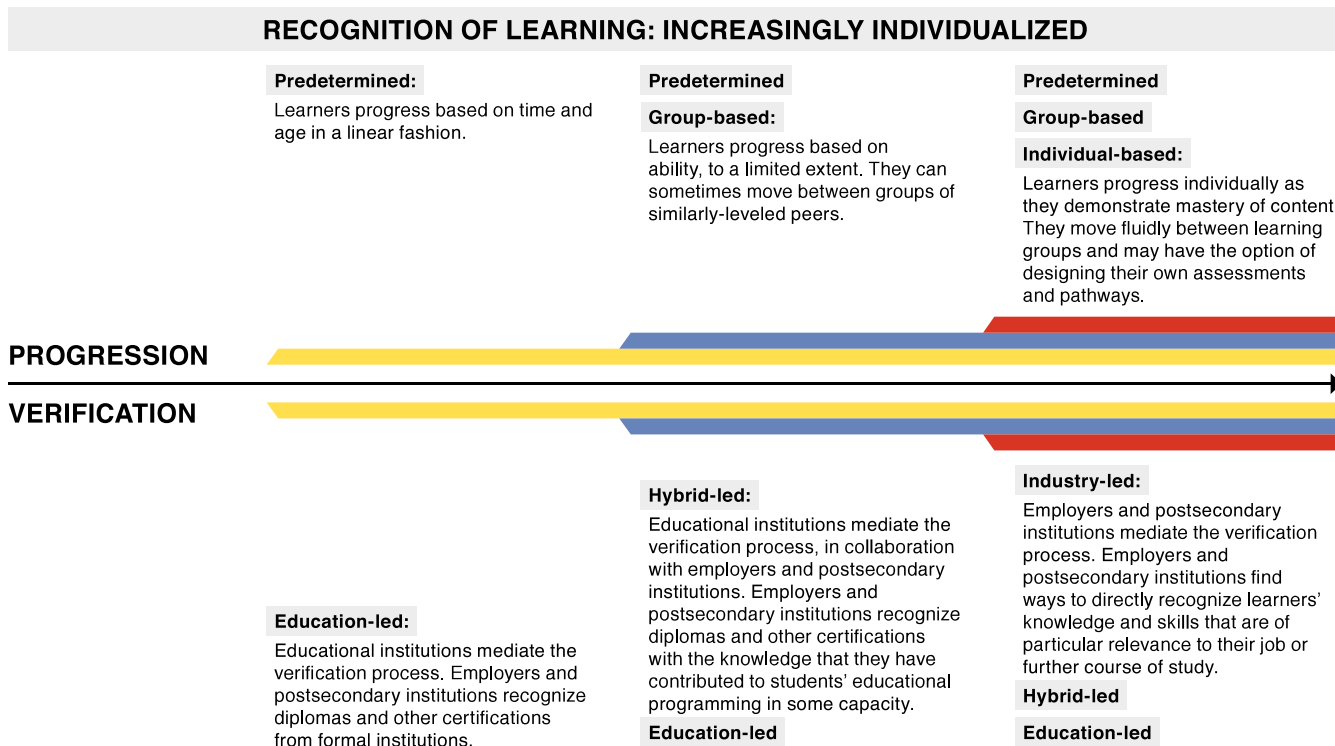 RECOGNITION OF LEARNING: INCREASINGLY INDIVIDUALIZED
Predetermined:
Learners progress based on time and
age in a linear fashion.
Predetermined
Group-based:
Learners progress based on
ability, to a limited extent. They can
sometimes move between groups of
similarly-leveled peers.
Predetermined
Group-based
Individual-based:
Learners progress individually as
they demonstrate mastery of content
They move fluidly between learning
groups and may have the option of
designing their own assessments
and pathways.
PROGRESSION
VERIFICATION
Education-led:
Educational institutions mediate the
verification process. Employers and
postsecondary institutions recognize
diplomas and other certifications
from formal institutions.
Hybrid-led:
Educational institutions mediate the
verification process, in collaboration
with employers and postsecondary
institutions. Employers and
postsecondary institutions recognize
diplomas and other certifications
with the knowledge that they have
contributed to students’ educational
programming in some capacity.
Education-led
Industry-led:
Employers and postsecondary
institutions mediate the verification
process. Employers and
postsecondary institutions find
ways to directly recognize learners’
knowledge and skills that are of
particular relevance to their job or
further course of study.
Hybrid-led
Education-led